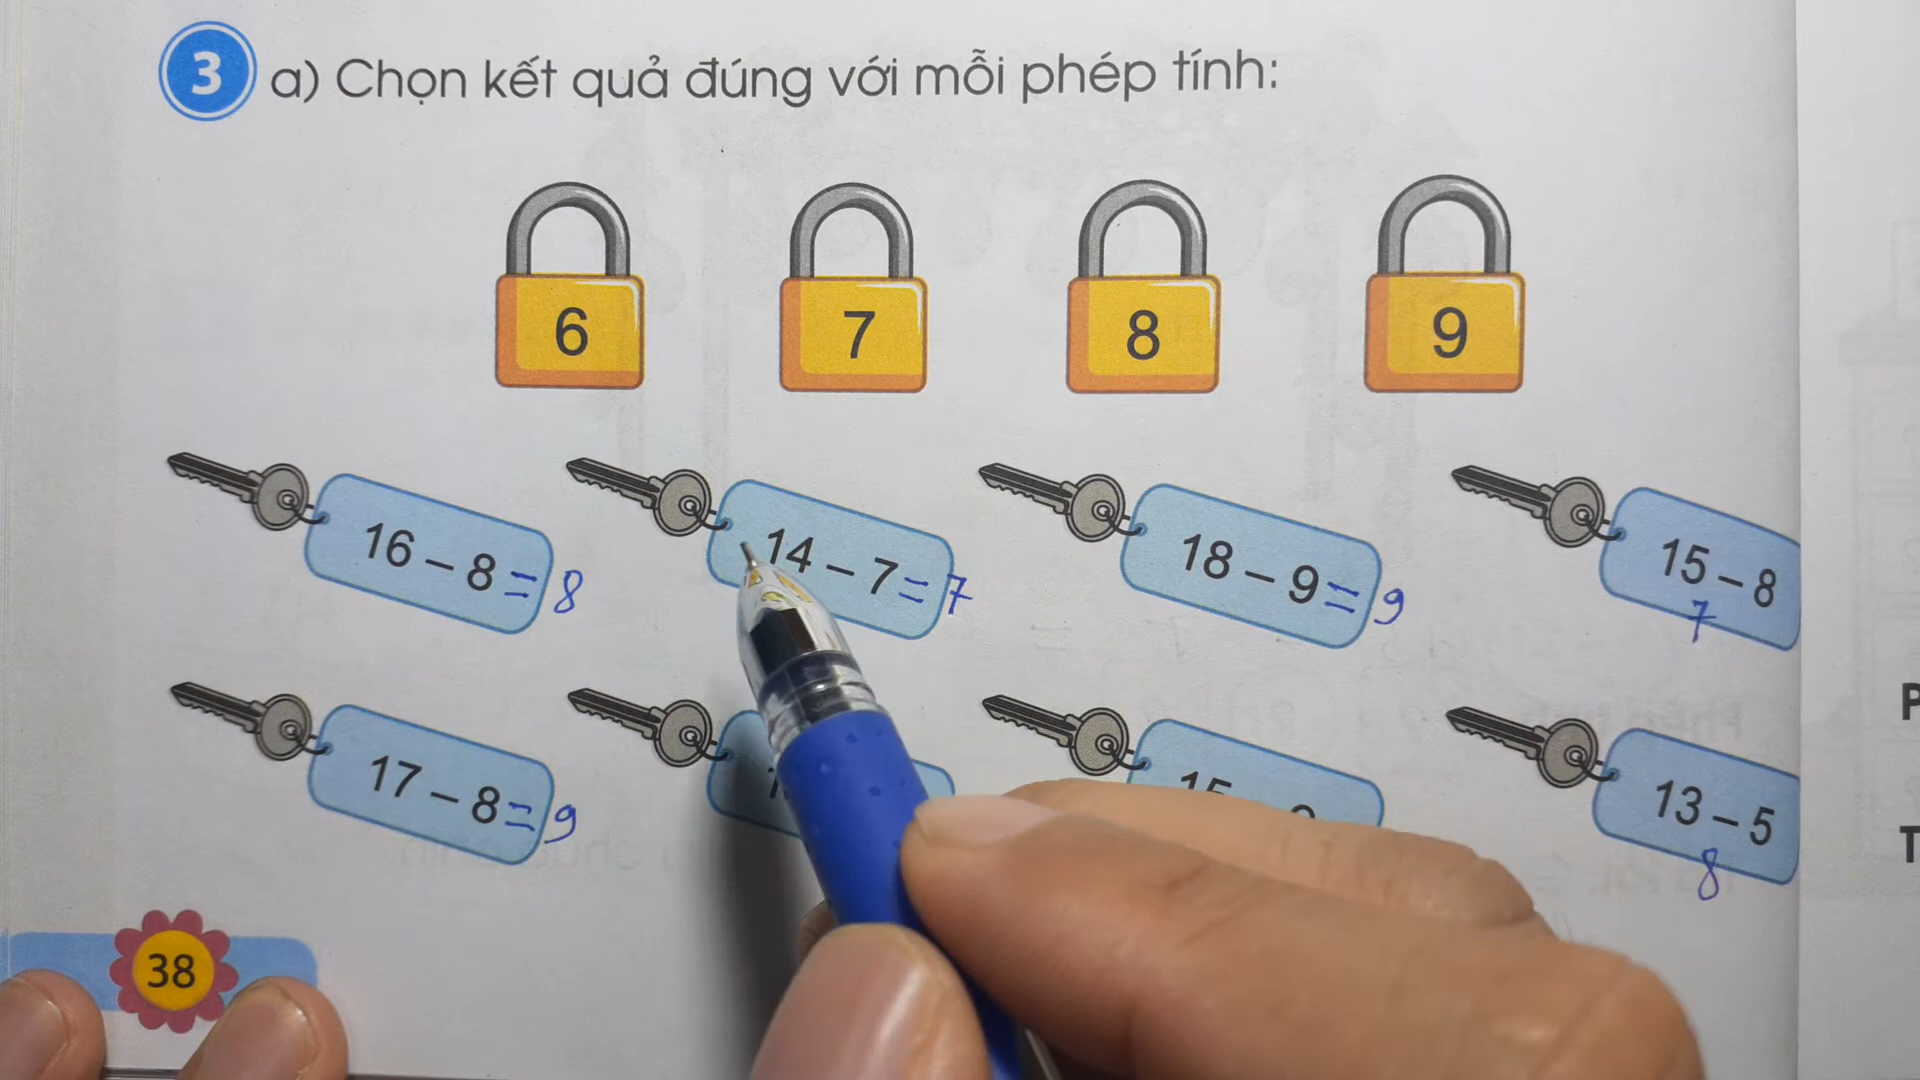 3 a) Chọn kết quả đúng với mỗi phép tính:
6 7 8 9
16 – 8 = 8 14 – 7 = 7 18 – 9 = 9 15 – 8 7
17 – 8 = 9 15 13 – 5 8
38
P
T